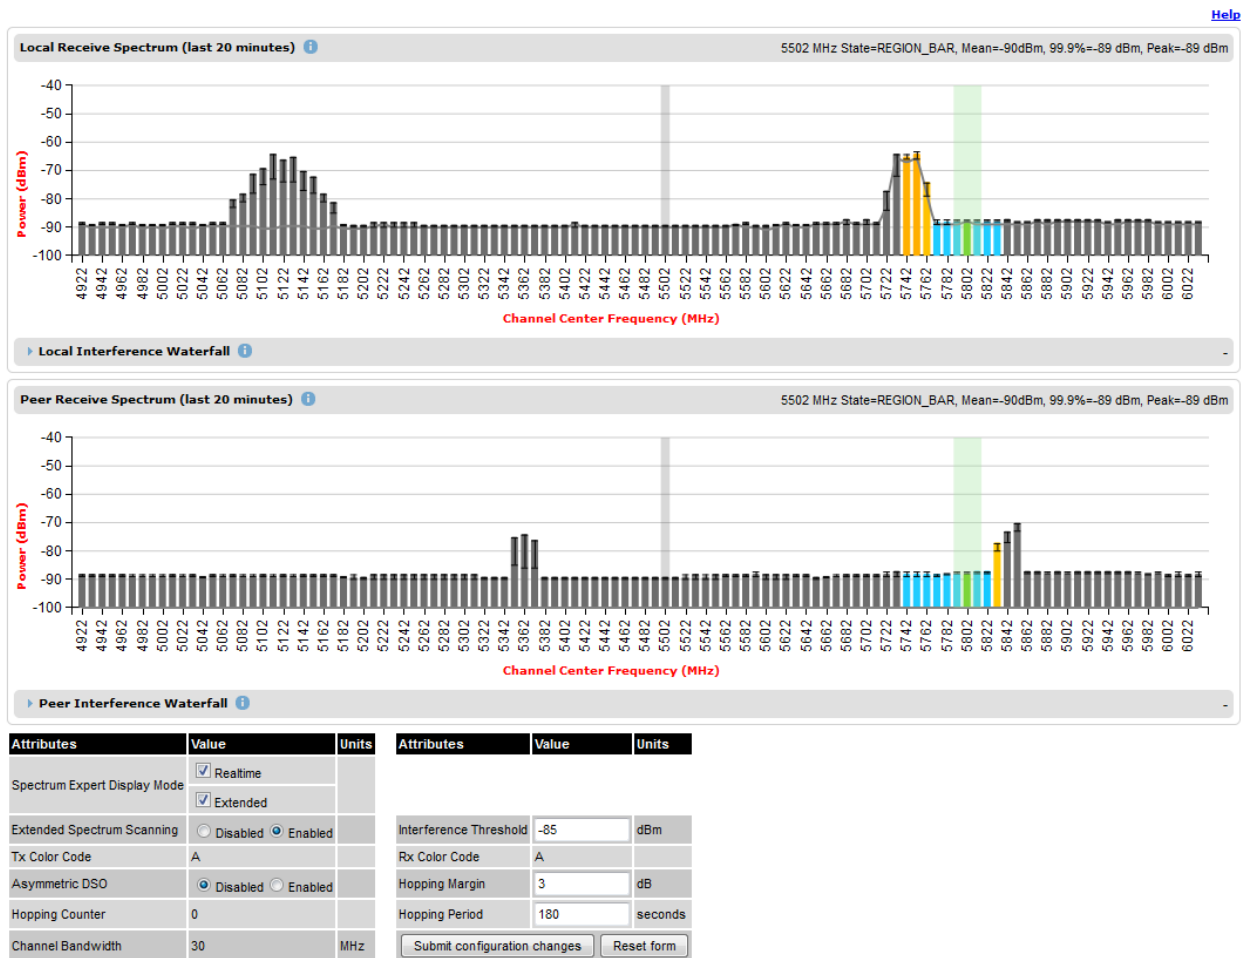 Help
Local Receive Spectrum (last 20 minutes) i
5502 MHz State=REGION_BAR, Mean=-90dBm, 99.9%=-89 dBm, Peak=-89 dBm
Power (dBm)
-40
-50
-60
-70
-80
-90
-100
4922 4942 4962 4982 5002 5022 5042 5062 5082 5102 5122 5142 5162 5182 5202 5222 5242 5262 5282 5302 5322 5342 5362 5382 5402 5422 5442 5462 5482 5502 5522 5542 5562 5582 5602 5622 5642 5662 5682 5702 5722 5742 5762 5782 5802 5822 5842 5862 5882 5902 5922 5942 5962 5982 6002 6022
Channel Center Frequency (MHz)
Local Interference Waterfall i -
Peer Receive Spectrum (last 20 minutes) i
5502 MHz State=REGION_BAR, Mean=-90dBm, 99.9%=-89 dBm, Peak=-89 dBm
Power (dBm)
-40
-50
-60
-70
-80
-90
-100
4922 4942 4962 4982 5002 5022 5042 5062 5082 5102 5122 5142 5162 5182 5202 5222 5242 5262 5282 5302 5322 5342 5362 5382 5402 5422 5442 5462 5482 5502 5522 5542 5562 5582 5602 5622 5642 5662 5682 5702 5722 5742 5762 5782 5802 5822 5842 5862 5882 5902 5922 5942 5962 5982 6002 6022
Channel Center Frequency (MHz)
Peer Interference Waterfall i -
Attributes Value Units
Spectrum Expert Display Mode Realtime
Extended
Extended Spectrum Scanning Disabled Enabled
Tx Color Code A
Asymmetric DSO Disabled Enabled
Hopping Counter 0
Channel Bandwidth 30 MHz
Attributes Value Units
Interference Threshold -85 dBm
Rx Color Code A
Hopping Margin 3 dB
Hopping Period 180 seconds
Submit configuration changes Reset form